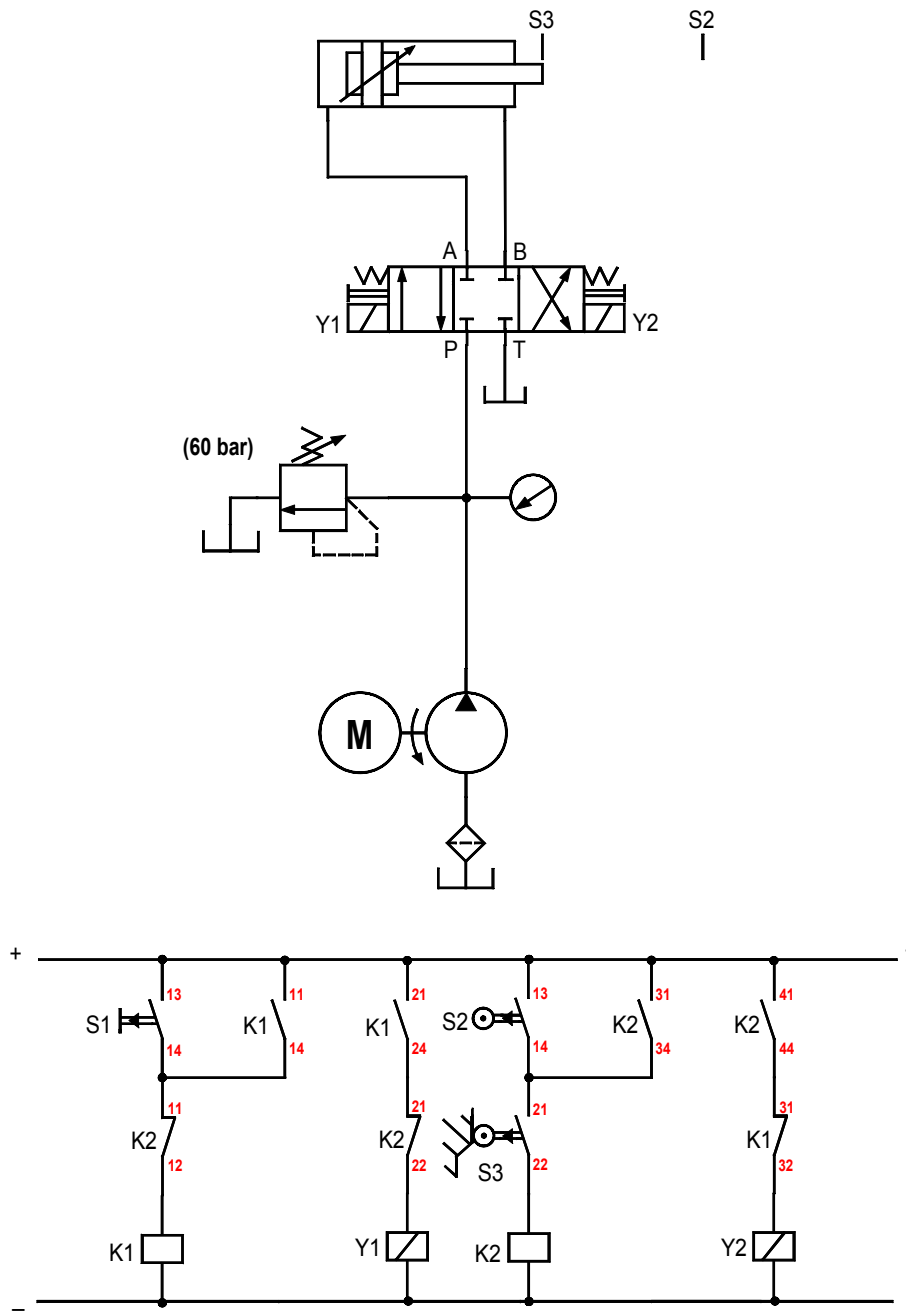 S3 S2
A B
Y1 Y2
P T
(60 bar)
M
+
13 11 21 13 31 41
S1 K1 K1 S2 K2 K2
14 14 24 14 34 44
11 21 21 31
K2 K2 K1
12 22 22 32
S3
K1 Y1 K2 Y2
–